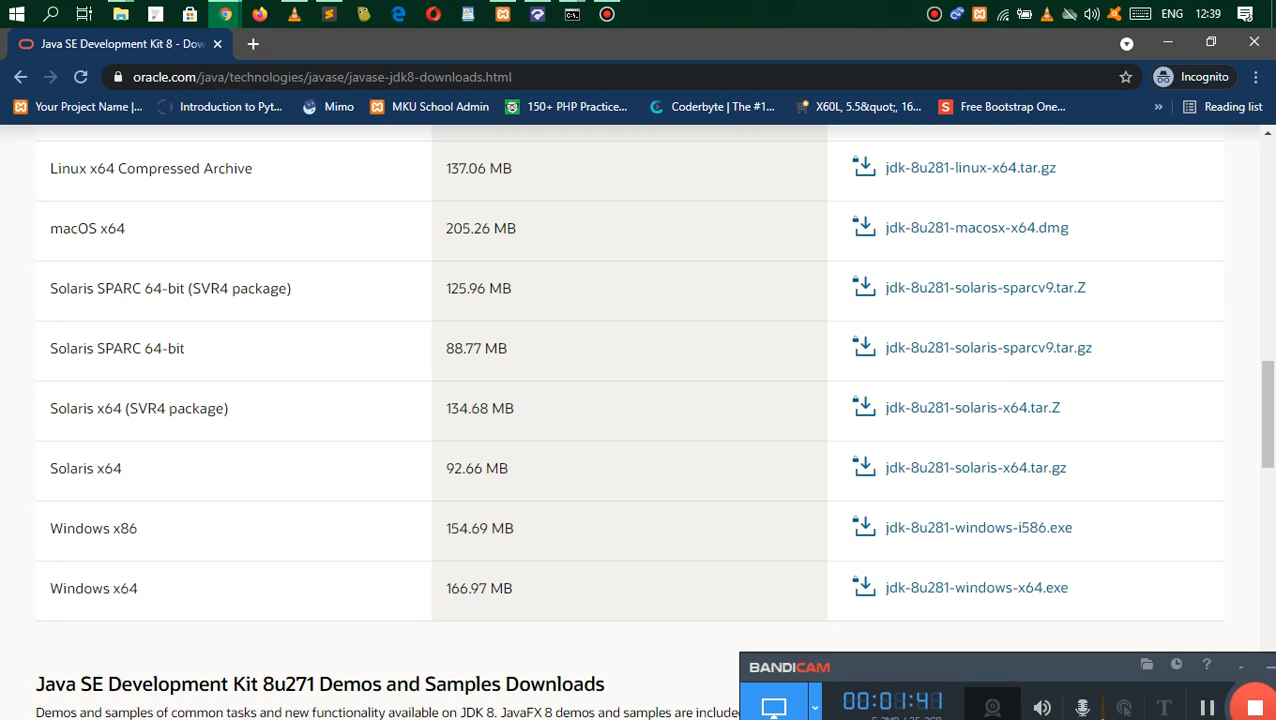 ENG 12:39
Java SE Development Kit 8 - Dow
oracle.com/java/technologies/javase/javase-jdk8-downloads.html
Incognito
Your Project Name |...
Introduction to Pyt...
Mimo
MKU School Admin
150+ PHP Practice...
Coderbyte | The #1...
X60L, 5.5&quot;, 16...
Free Bootstrap One...
» Reading list
Linux x64 Compressed Archive 137.06 MB jdk-8u281-linux-x64.tar.gz
macOS x64 205.26 MB jdk-8u281-macosx-x64.dmg
Solaris SPARC 64-bit (SVR4 package) 125.96 MB jdk-8u281-solaris-sparcv9.tar.Z
Solaris SPARC 64-bit 88.77 MB jdk-8u281-solaris-sparcv9.tar.gz
Solaris x64 (SVR4 package) 134.68 MB jdk-8u281-solaris-x64.tar.Z
Solaris x64 92.66 MB jdk-8u281-solaris-x64.tar.gz
Windows x86 154.69 MB jdk-8u281-windows-i586.exe
Windows x64 166.97 MB jdk-8u281-windows-x64.exe
Java SE Development Kit 8u271 Demos and Samples Downloads
Demos and samples of common tasks and new functionality available on JDK 8. JavaFX 8 demos and samples are include
BANDICAM
00:01:41